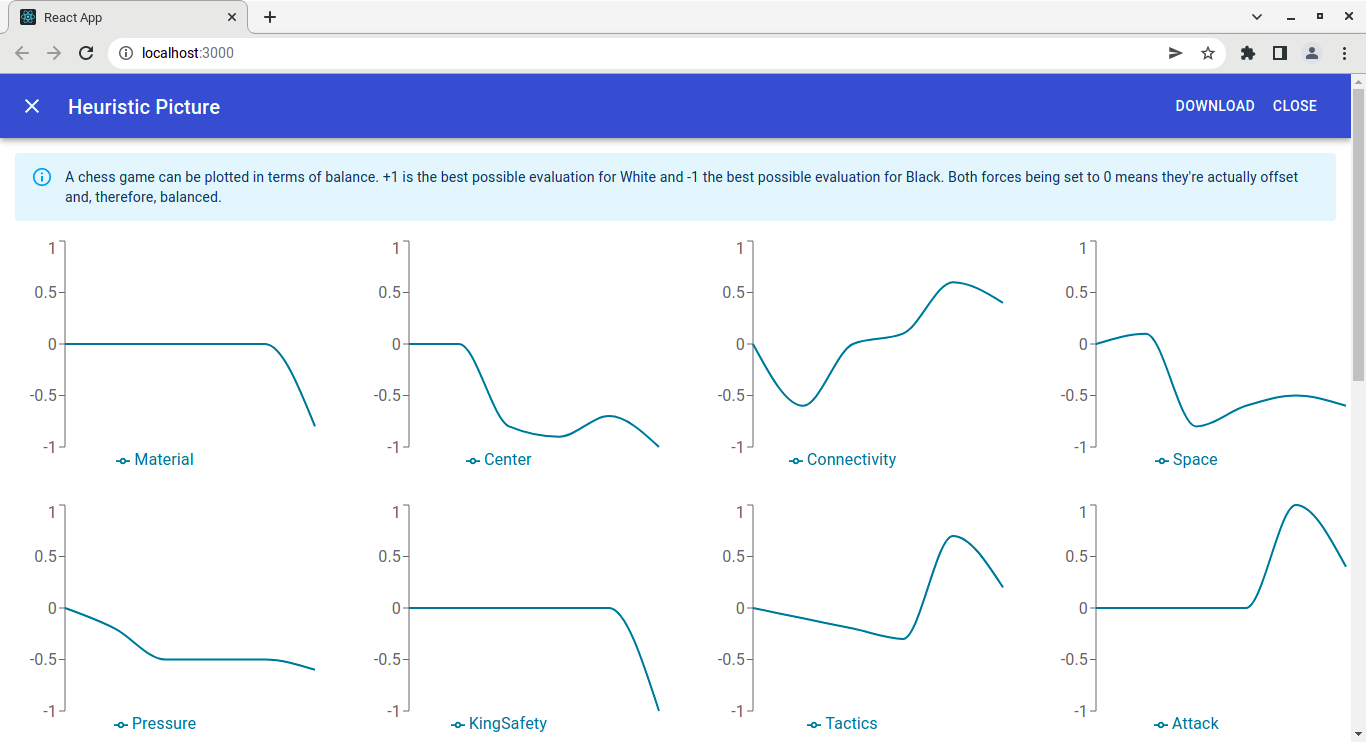 React App
localhost:3000
Heuristic Picture
DOWNLOAD CLOSE
A chess game can be plotted in terms of balance. +1 is the best possible evaluation for White and -1 the best possible evaluation for Black. Both forces being set to 0 means they're actually offset
and, therefore, balanced.
1 1 1 1
0.5 0.5 0.5 0.5
0 0 0 0
-0.5 -0.5 -0.5 -0.5
-1 -1 -1 -1
Material Center Connectivity Space
1 1 1 1
0.5 0.5 0.5 0.5
0 0 0 0
-0.5 -0.5 -0.5 -0.5
-1 -1 -1 -1
Pressure KingSafety Tactics Attack